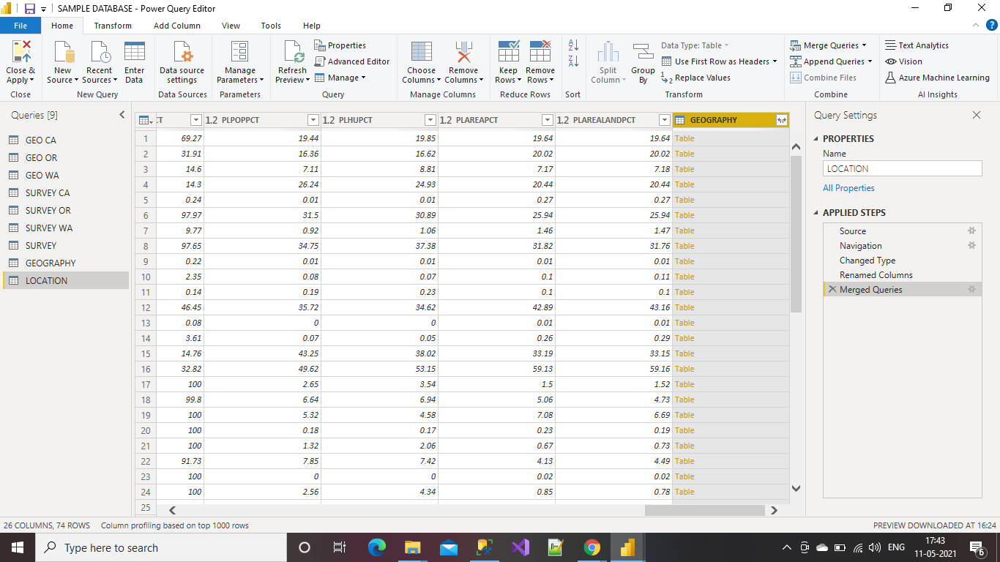 SAMPLE DATABASE - Power Query Editor
File Home Transform Add Column View Tools Help
Close & Apply
New Source
Recent Sources
Enter Data
Data source settings
Manage Parameters
Refresh Preview
Properties
Advanced Editor
Manage
Choose Columns
Remove Columns
Keep Rows
Remove Rows
Split Column
Group By
Data Type: Table
Use First Row as Headers
Replace Values
Merge Queries
Append Queries
Combine Files
Text Analytics
Vision
Azure Machine Learning
Close New Query Data Sources Parameters Query Manage Columns Reduce Rows Sort Transform Combine AI Insights
Queries [9]
GEO CA
GEO OR
GEO WA
SURVEY CA
SURVEY OR
SURVEY WA
SURVEY
GEOGRAPHY
LOCATION
CT 1.2 PLPOPPCT 1.2 PLHUPCT 1.2 PLAREAPCT 1.2 PLAREALANDPCT GEOGRAPHY
1 69.27 19.44 19.85 19.64 19.64 Table
2 31.91 16.36 16.62 20.02 20.02 Table
3 14.6 7.11 8.81 7.17 7.18 Table
4 14.3 26.24 24.93 20.44 20.44 Table
5 0.24 0.01 0.01 0.27 0.27 Table
6 97.97 31.5 30.89 25.94 25.94 Table
7 9.77 0.92 1.06 1.46 1.47 Table
8 97.65 34.75 37.38 31.82 31.76 Table
9 0.22 0.01 0.01 0.01 0.01 Table
10 2.35 0.08 0.07 0.1 0.11 Table
11 0.14 0.19 0.23 0.1 0.1 Table
12 46.45 35.72 34.62 42.89 43.16 Table
13 0.08 0 0 0.01 0.01 Table
14 3.61 0.07 0.05 0.26 0.29 Table
15 14.76 43.25 38.02 33.19 33.15 Table
16 32.82 49.62 53.15 59.13 59.16 Table
17 100 2.65 3.54 1.5 1.52 Table
18 99.8 6.64 6.94 5.06 4.73 Table
19 100 5.32 4.58 7.08 6.69 Table
20 100 0.18 0.17 0.23 0.19 Table
21 100 1.32 2.06 0.67 0.73 Table
22 91.73 7.85 7.42 4.13 4.49 Table
23 100 0 0 0.02 0.02 Table
24 100 2.56 4.34 0.85 0.78 Table
25
Query Settings
PROPERTIES
Name
LOCATION
All Properties
APPLIED STEPS
Source
Navigation
Changed Type
Renamed Columns
Merged Queries
26 COLUMNS, 74 ROWS Column profiling based on top 1000 rows PREVIEW DOWNLOADED AT 16:24
Type here to search
ENG
17:43
11-05-2021
6